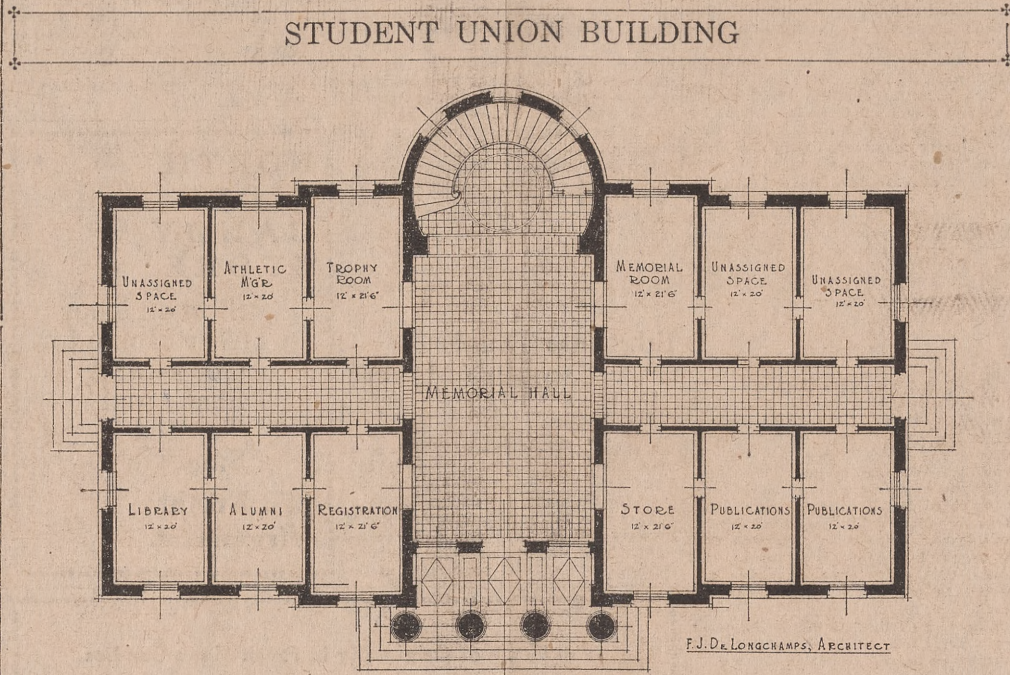 STUDENT UNION BUILDING
UNASSIGNED
SPACE
12' × 20'
ATHLETIC
M'G'R
12' × 20'
TROPHY
ROOM
12' × 21' 6"
MEMORIAL
ROOM
12' × 21' 6"
UNASSIGNED
SPACE
12' × 20'
UNASSIGNED
SPACE
12' × 20'
MEMORIAL HALL
LIBRARY
12' × 20'
ALUMNI
12' × 20'
REGISTRATION
12' × 21' 6"
STORE
12' × 21' 6"
PUBLICATIONS
12' × 20'
PUBLICATIONS
12' × 20'
F.J. DE LONGCHAMPS, ARCHITECT